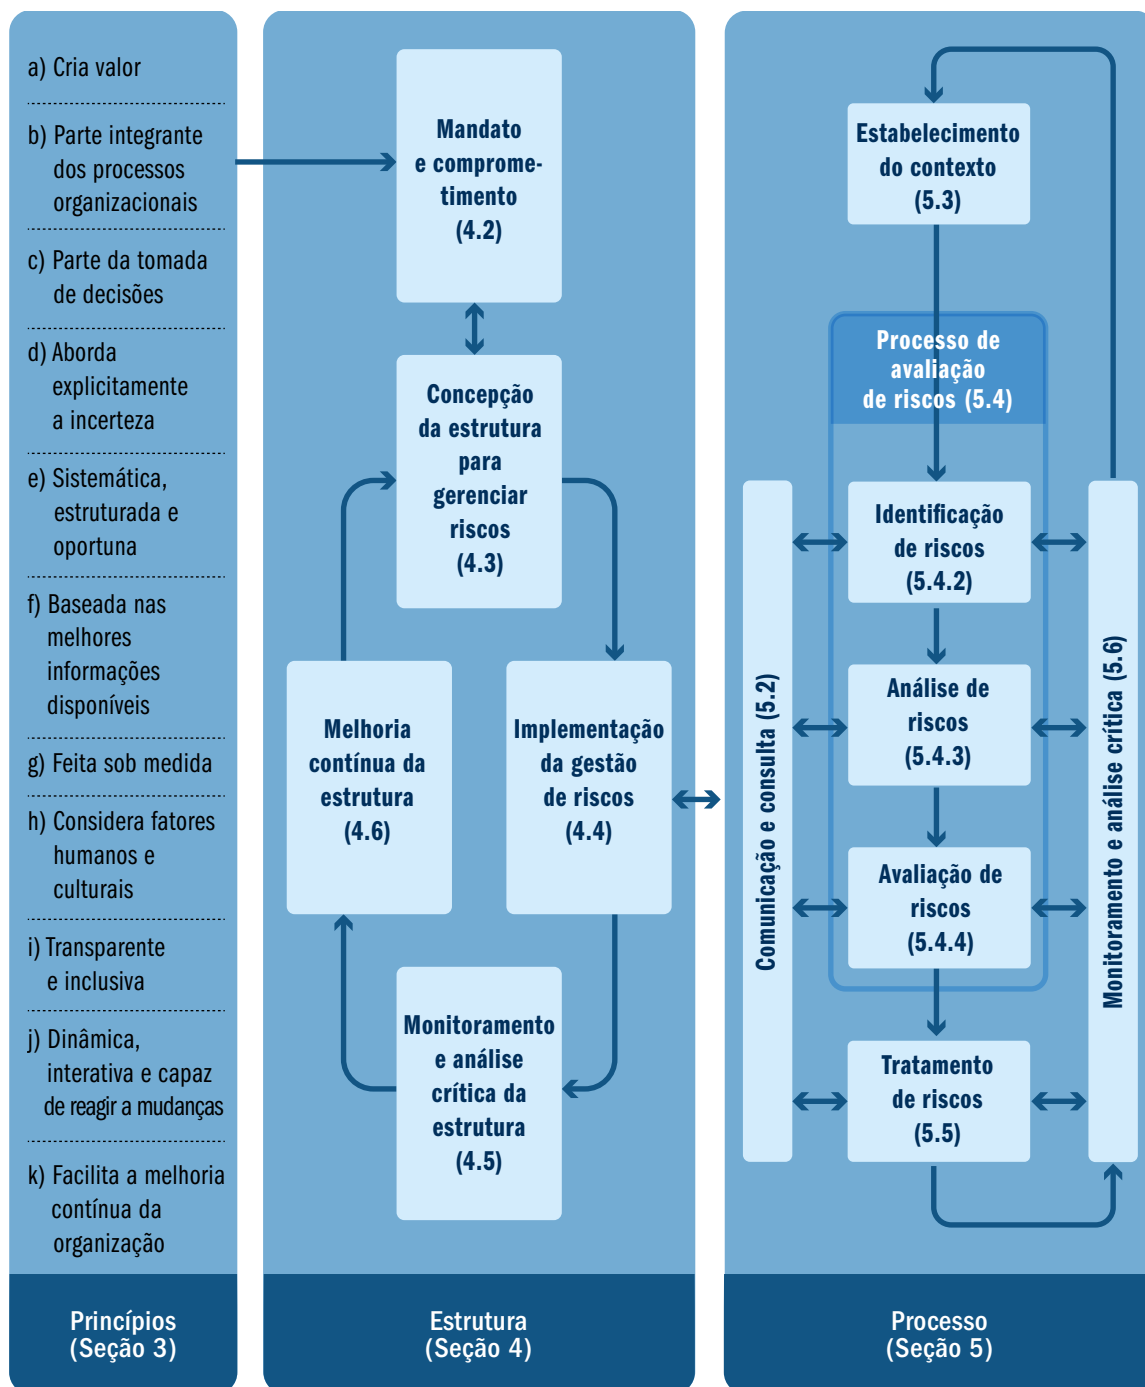 a) Cria valor
b) Parte integrante
dos processos
organizacionais
c) Parte da tomada
de decisões
d) Aborda
explicitamente
a incerteza
e) Sistemática,
estruturada e
oportuna
f) Baseada nas
melhores
informações
disponíveis
g) Feita sob medida
h) Considera fatores
humanos e
culturais
i) Transparente
e inclusiva
j) Dinâmica,
interativa e capaz
de reagir a mudanças
k) Facilita a melhoria
contínua da
organização
Princípios
(Seção 3)
Mandato
e comprome-
timento
(4.2)
Concepção
da estrutura
para
gerenciar
riscos
(4.3)
Melhoria
contínua da
estrutura
(4.6)
Implementação
da gestão
de riscos
(4.4)
Monitoramento
e análise
crítica da
estrutura
(4.5)
Estrutura
(Seção 4)
Estabelecimento
do contexto
(5.3)
Processo de
avaliação
de riscos (5.4)
Comunicação e consulta (5.2)
Identificação
de riscos
(5.4.2)
Análise de
riscos
(5.4.3)
Avaliação de
riscos
(5.4.4)
Tratamento
de riscos
(5.5)
Monitoramento e análise crítica (5.6)
Processo
(Seção 5)